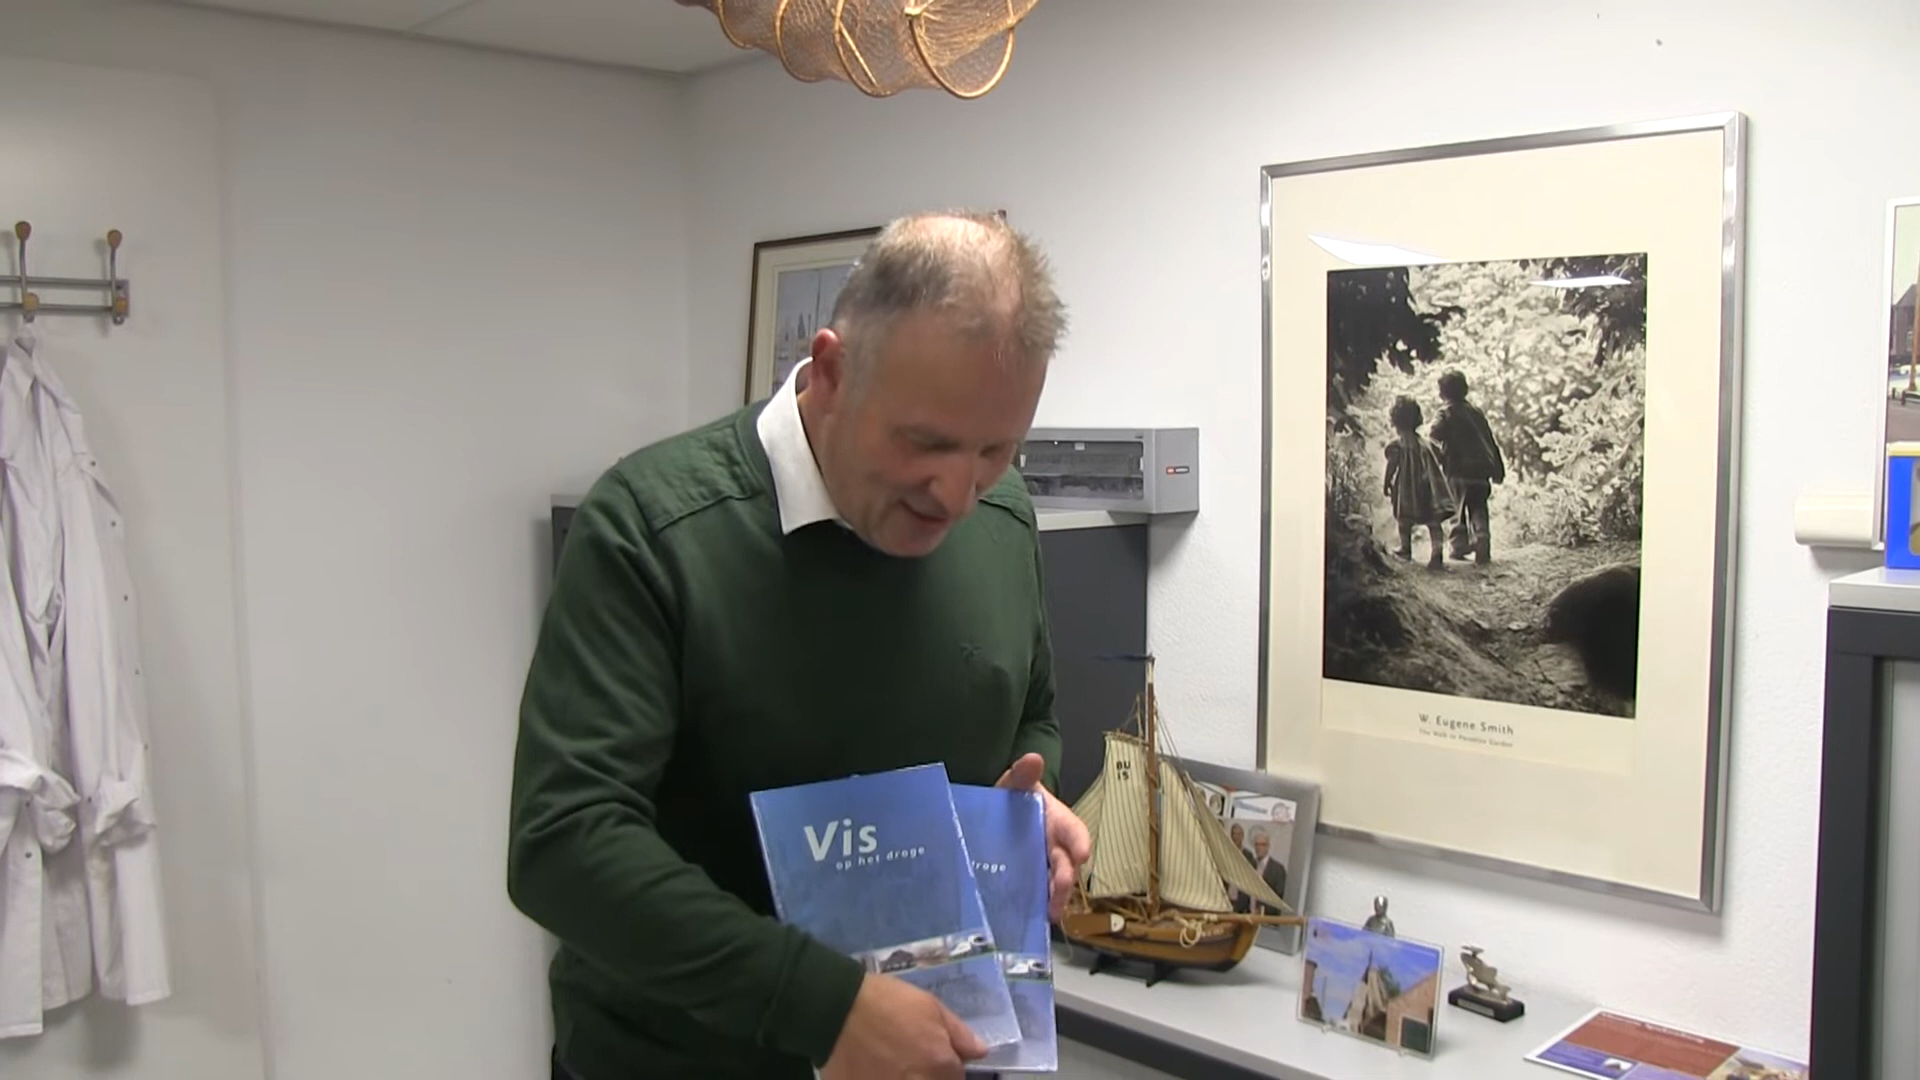 W. Eugene Smith
The Walk to Paradise Garden
BU
15
Vis
op het droge
droge